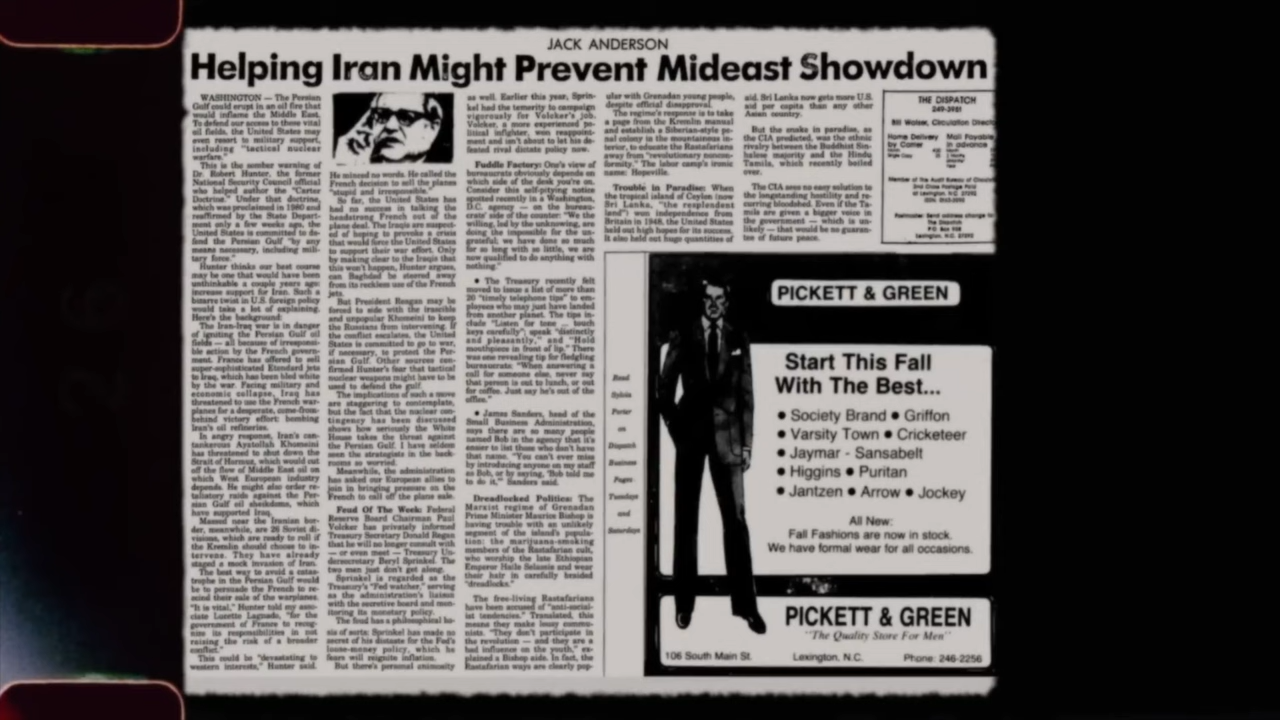 JACK ANDERSON
Helping Iran Might Prevent Mideast Showdown
WASHINGTON — The Persian
Gulf could erupt in an oil fire that
would inflame the Middle East.
To defend our access to those vital
oil fields, the United States may
even resort to military support,
including "tactical nuclear
warfare."
This is the somber warning of
Dr. Robert Hunter, the former
National Security Council official
who helped author the "Carter
Doctrine." Under that doctrine,
which was proclaimed in 1980 and
reaffirmed by the State Depart-
ment only a few weeks ago, the
United States is committed to de-
fend the Persian Gulf "by any
means necessary, including mili-
tary force."
Hunter thinks our best course
may be one that would have been
unthinkable a couple years ago:
increase support for Iran. Such a
bizarre twist in U.S. foreign policy
would take a lot of explaining.
Here's the background:
The Iran-Iraq war is in danger
of igniting the Persian Gulf oil
fields — all because of irresponsi-
ble action by the French govern-
ment. France has offered to sell
super-sophisticated Etendard jets
to Iraq, which has been bled white
by the war. Facing military and
economic collapse, Iraq has
threatened to use the French war-
planes for a desperate, come-from-
behind victory effort: bombing
Iran's oil refineries.
In angry response, Iran's can-
tankerous Ayatollah Khomeini
has threatened to shut down the
Strait of Hormuz, which would cut
off the flow of Middle East oil on
which West European industry
depends. He might also order re-
taliatory raids against the Per-
sian Gulf oil sheikdoms, which
have supported Iraq.
Massed near the Iranian bor-
der, meanwhile, are 26 Soviet di-
visions, which are ready to roll if
the Kremlin should choose to in-
tervene. They have already
staged a mock invasion of Iran.
The best way to avoid a catas-
trophe in the Persian Gulf would
be to persuade the French to re-
scind their sale of the warplanes.
"It is vital," Hunter told my asso-
ciate Lucette Lagnado, "for the
government of France to recog-
nize its responsibilities in not
raising the risk of a broader
conflict."
This could be "devastating to
western interests," Hunter said.
He minced no words. He called the
French decision to sell the planes
"stupid and irresponsible."
So far, the United States has
had no success in talking the
headstrong French out of the
plane deal. The Iraqis are suspect-
ed of hoping to provoke a crisis
that would force the United States
to support their war effort. Only
by making clear to the Iraqis that
this won't happen, Hunter argues,
can Baghdad be steered away
from its reckless use of the French
jets.
But President Reagan may be
forced to side with the irascible
and unpopular Khomeini to keep
the Russians from intervening. If
the conflict escalates, the United
States is committed to go to war,
if necessary, to protect the Per-
sian Gulf. Other sources con-
firmed Hunter's fear that tactical
nuclear weapons might have to be
used to defend the gulf.
The implications of such a move
are staggering to contemplate,
but the fact that the nuclear con-
tingency has been discussed
shows how seriously the White
House takes the threat against
the Persian Gulf. I have seldom
seen the strategists in the back-
rooms so worried.
Meanwhile, the administration
has asked our European allies to
join in bringing pressure on the
French to call off the plane sale.
Feud Of The Week: Federal
Reserve Board Chairman Paul
Volcker has privately informed
Treasury Secretary Donald Regan
that he will no longer consult with
— or even meet — Treasury Un-
dersecretary Beryl Sprinkel. The
two men just don't get along.
Sprinkel is regarded as the
Treasury's "Fed watcher," serving
as the administration's liaison
with the secretive board and mon-
itoring its monetary policy.
The feud has a philosophical ba-
sis of sorts: Sprinkel has made no
secret of his distaste for the Fed's
loose-money policy, which he
fears will reignite inflation.
But there's personal animosity
as well. Earlier this year, Sprin-
kel had the temerity to campaign
vigorously for Volcker's job.
Volcker, a more experienced po-
litical infighter, won reappoint-
ment and isn't about to let his de-
feated rival dictate policy now.
Fuddle Factory: One's view of
bureaucrats obviously depends on
which side of the desk you're on.
Consider this self-pitying notice
spotted recently in a Washington,
D.C. agency — on the bureau-
crats' side of the counter: "We the
willing, led by the unknowing, are
doing the impossible for the un-
grateful; we have done so much
for so long with so little, we are
now qualified to do anything with
nothing."
● The Treasury recently felt
moved to issue a list of more than
20 "timely telephone tips" to em-
ployees who may just have landed
from another planet. The tips in-
clude "Listen for tone ... touch
keys carefully"; speak "distinctly
and pleasantly," and "Hold
mouthpiece in front of lip." There
was one revealing tip for fledgling
bureaucrats: "When answering a
call for someone else, never say
that person is out to lunch, or out
for coffee. Just say he's out of the
office."
● James Sanders, head of the
Small Business Administration,
says there are so many people
named Bob in the agency that it's
easier to list those who don't have
that name. "You can't ever miss
by introducing anyone on my staff
as Bob, or by saying, 'Bob told me
to do it,'" Sanders said.
Dreadlocked Politics: The
Marxist regime of Grenadan
Prime Minister Maurice Bishop is
having trouble with an unlikely
segment of the island's popula-
tion: the marijuana-smoking
members of the Rastafarian cult,
who worship the late Ethiopian
Emperor Haile Selassie and wear
their hair in carefully braided
"dreadlocks."
The free-living Rastafarians
have been accused of "anti-social-
ist tendencies." Translated, this
means they make lousy commu-
nists. "They don't participate in
the revolution — and they are a
bad influence on the youth," ex-
plained a Bishop aide. In fact, the
Rastafarian ways are clearly pop-
ular with Grenadan young people,
despite official disapproval.
The regime's response is to take
a page from the Kremlin manual
and establish a Siberian-style pe-
nal colony in the mountainess in-
terior, to educate the Rastafarians
away from "revolutionary noncon-
formity." The labor camp's ironic
name: Hopeville.
Trouble in Paradise: When
the tropical island of Ceylon (now
Sri Lanka, "the resplendent
land") won independence from
Britain in 1948, the United States
held out high hopes for its success.
It also held out huge quantities of
aid. Sri Lanka now gets more U.S.
aid per capita than any other
Asian country.
But the snake in paradise, as
the CIA predicted, was the ethnic
rivalry between the Buddhist Sin-
halese majority and the Hindu
Tamils, which recently boiled
over.
The CIA sees no easy solution to
the longstanding hostility and re-
curring bloodshed. Even if the Ta-
mils are given a bigger voice in
the government — which is un-
likely — that would be no guaran-
tee of future peace.
THE DISPATCH
249-3981
Bill Walser, Circulation Direct
Home Delivery
by Carrier
Mail Payable
in advance
Member of the Audit Bureau of
2nd Class Postage Paid
at Lexington, N.C. 27292
Postmaster Send address change to
The Dispatch
P.O. Box 908
Lexington, N.C. 27292
Read
Sylvia
Porter
on
Dispatch
Business
Pages
Tuesdays
and
Saturdays
PICKETT & GREEN
Start This Fall
With The Best...
● Society Brand ● Griffon
● Varsity Town ● Cricketeer
● Jaymar - Sansabelt
● Higgins ● Puritan
● Jantzen ● Arrow ● Jockey
All New:
Fall Fashions are now in stock.
We have formal wear for all occasions.
PICKETT & GREEN
"The Quality Store For Men"
106 South Main St. Lexington, N.C. Phone: 246-2256